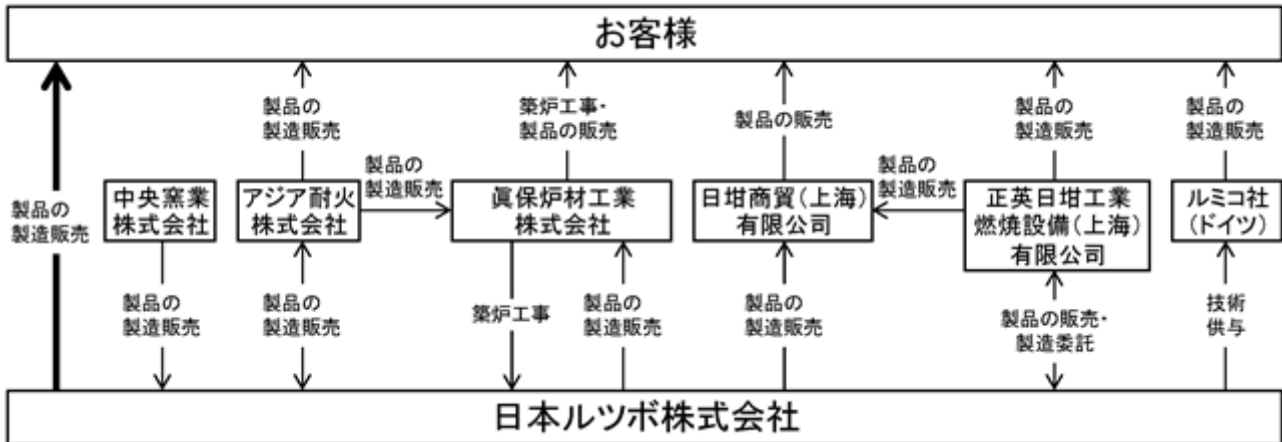 お客様
製品の
製造販売
築炉工事・
製品の販売
製品の販売
製品の
製造販売
製品の
製造販売
製品の
製造販売
製品の
製造販売
製品の
製造販売
中央窯業
株式会社
アジア耐火
株式会社
眞保炉材工業
株式会社
日坩商貿(上海)
有限公司
正英日坩工業
燃焼設備(上海)
有限公司
ルミコ社
(ドイツ)
製品の
製造販売
製品の
製造販売
築炉工事
製品の
製造販売
製品の
製造販売
製品の販売・
製造委託
技術
供与
日本ルツボ株式会社